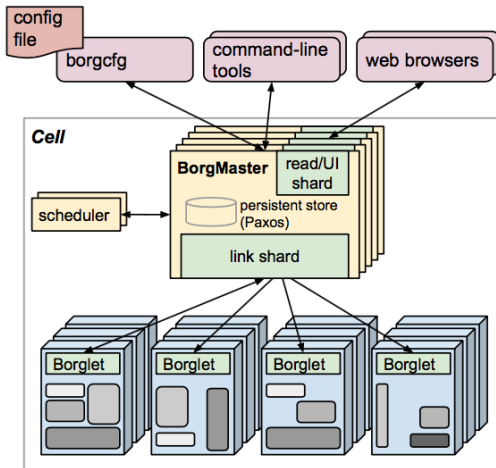 config
file
borgcfg
command-line
tools
web browsers
Cell
BorgMaster
read/UI
shard
persistent store
(Paxos)
scheduler
link shard
Borglet
Borglet
Borglet
Borglet